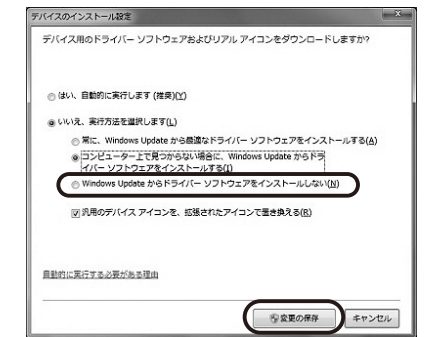 デバイスのインストール設定
デバイス用のドライバー ソフトウェアおよびリアル アイコンをダウンロードしますか?
はい、自動的に実行します (推奨)(Y)
いいえ、実行方法を選択します(L)
常に、Windows Update から最適なドライバー ソフトウェアをインストールする(A)
コンピューター上で見つからない場合に、Windows Update からドラ
イバー ソフトウェアをインストールする(I)
Windows Update からドライバー ソフトウェアをインストールしない(N)
汎用のデバイス アイコンを、拡張されたアイコンで置き換える(R)
自動的に実行する必要がある理由
変更の保存
キャンセル